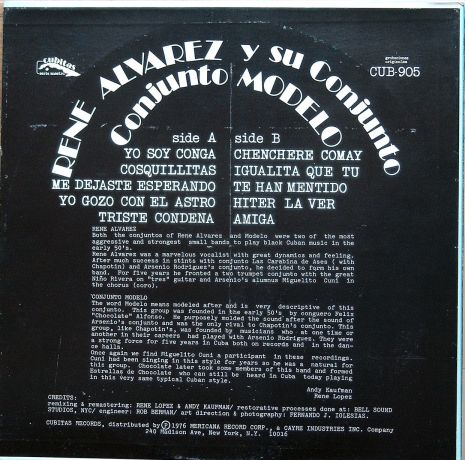 cubitas
grabaciones
originales
CUB-905
RENE ALVAREZ y su Conjunto
Conjunto MODELO
side A
YO SOY CONGA
COSQUILLITAS
ME DEJASTE ESPERANDO
YO GOZO CON EL ASTRO
TRISTE CONDENA
side B
CHENCHERE COMAY
IGUALITA QUE TU
TE HAN MENTIDO
HITER LA VER
AMIGA
RENE ALVAREZ
Both the conjuntos of Rene Alvarez and Modelo were two of the most
aggressive and strongest small bands to play black Cuban music in the
early 50's.
Rene Alvarez was a marvelous vocalist with great dynamics and feeling.
After much success in stints with conjunto Las Carabina de Ases ( with
Chapotin) and Arsenio Rodriguez's conjunto, he decided to form his own
band. For five years he fronted a two trumpet conjunto with the great
Niño Rivera on "tres" guitar and Arsenio's alumnus Miguelito Cuni in
the chorus (coro).
CONJUNTO MODELO
The word Modelo means modeled after and is very descriptive of this
conjunto. This group was founded in the early 50's by conguero Felix
"Chocolate" Alfonso. He purposely molded the sound after the sound of
Arsenio's conjunto and was the only rival to Chapotin's conjunto. This
group, like Chapotin's, was founded by musicians who at one time or
another in their careers had played with Arsenio Rodriguez. They were
a strong force for five years in Cuba both on records and in the dan-
ce halls.
Once again we find Miguelito Cuni a participant in these recordings.
Cuni had been singing in this style for years so he was a natural for
this group. Chocolate later took some members of this band and formed
Estrellas de Chocolate who can still be heard in Cuba today playing
in this very same typical Cuban style.
Andy Kaufman
Rene Lopez
CREDITS:
remixing & remastering: RENE LOPEZ & ANDY KAUFMAN/ restorative processes done at: BELL SOUND
STUDIOS, NYC/ engineer: ROB BERMAN/ art direction & photography: FERNANDO J. IGLESIAS.
CUBITAS RECORDS, distributed by Ⓟ 1976 MERICANA RECORD CORP., & CAYRE INDUSTRIES INC. Company
240 Madison Ave, New York, N.Y. 10016